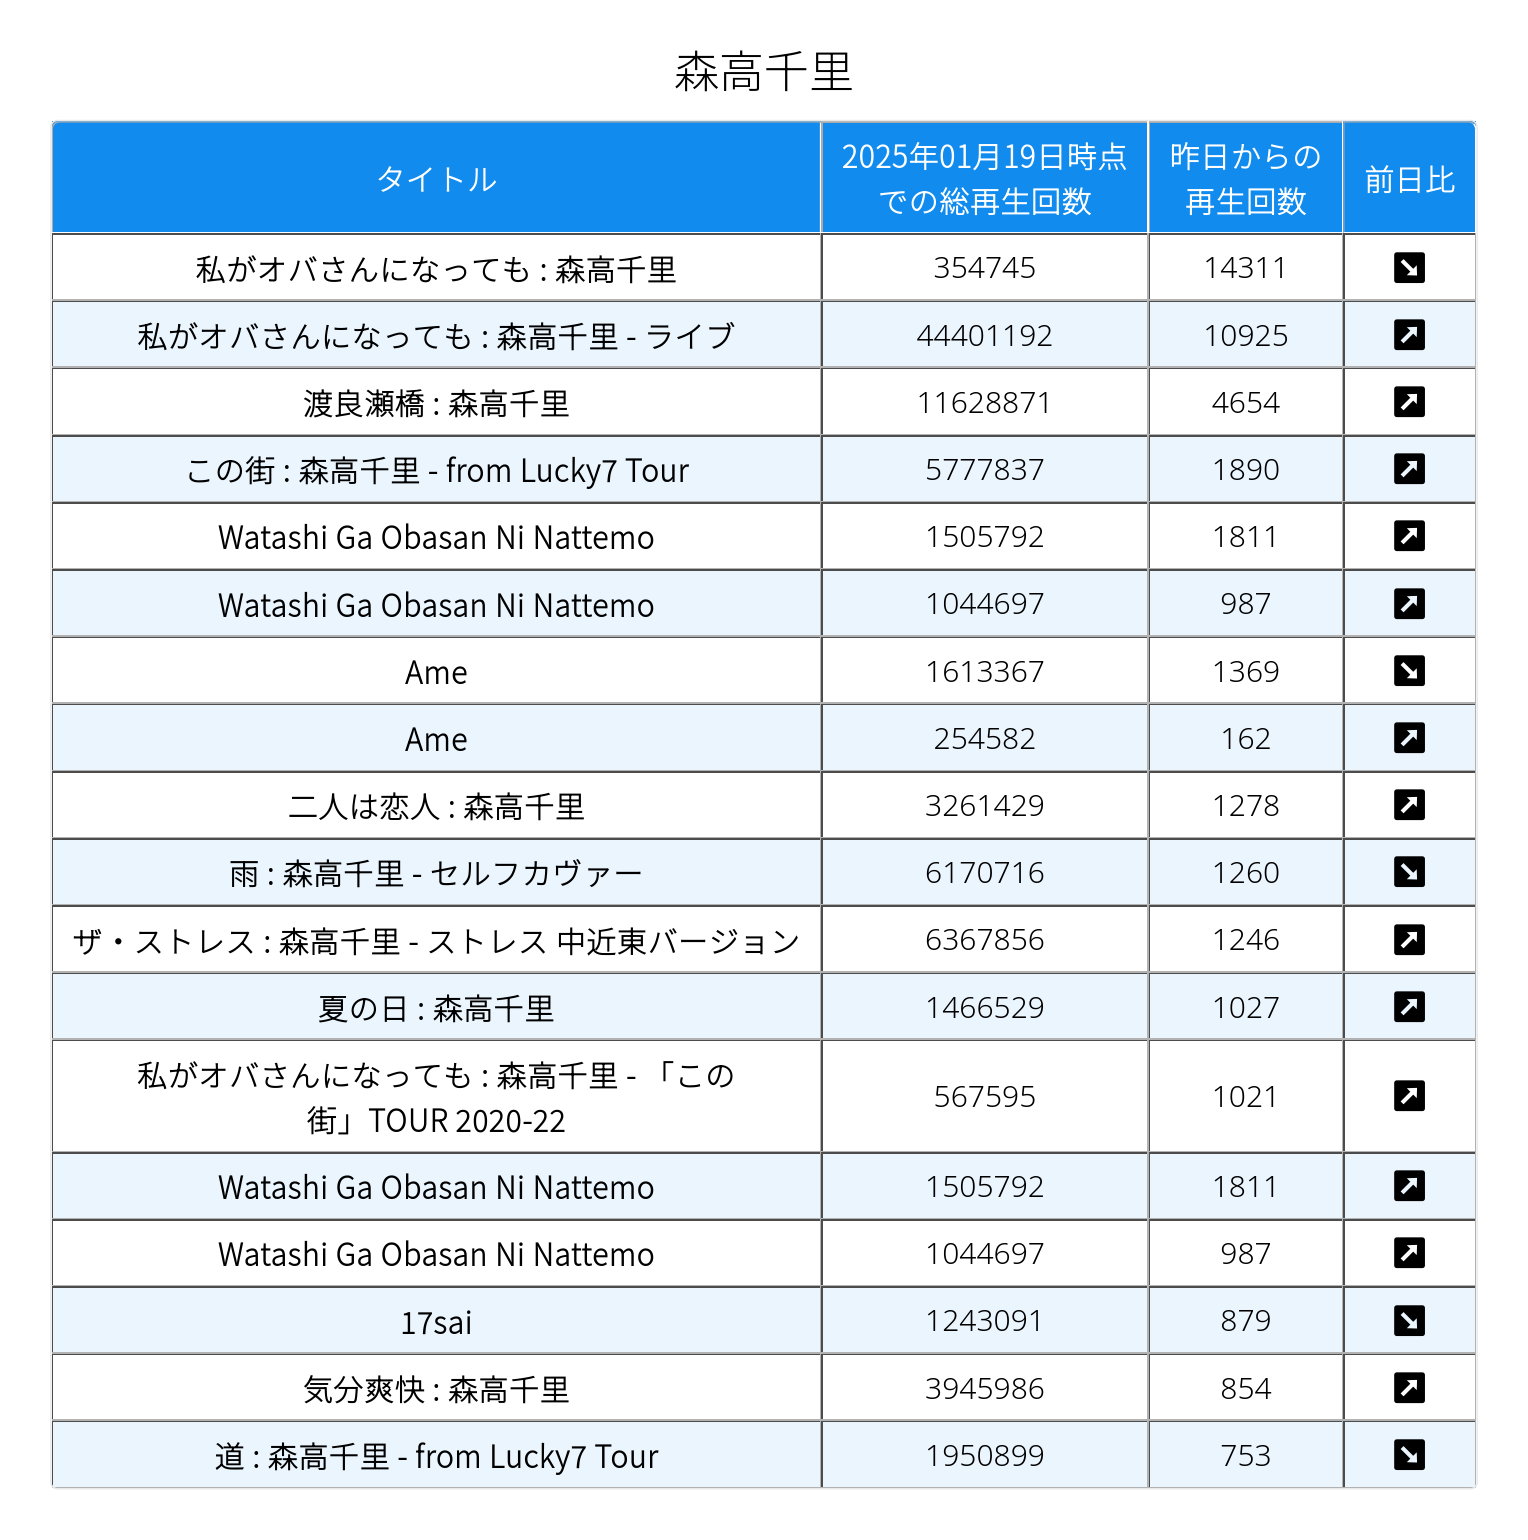 森高千里
タイトル
2025年01月19日時点
での総再生回数
昨日からの
再生回数
前日比
私がオバさんになっても : 森高千里 354745 14311 ↘
私がオバさんになっても : 森高千里 - ライブ 44401192 10925 ↗
渡良瀬橋 : 森高千里 11628871 4654 ↗
この街 : 森高千里 - from Lucky7 Tour 5777837 1890 ↗
Watashi Ga Obasan Ni Nattemo 1505792 1811 ↗
Watashi Ga Obasan Ni Nattemo 1044697 987 ↗
Ame 1613367 1369 ↘
Ame 254582 162 ↗
二人は恋人 : 森高千里 3261429 1278 ↗
雨 : 森高千里 - セルフカヴァー 6170716 1260 ↘
ザ・ストレス : 森高千里 - ストレス 中近東バージョン 6367856 1246 ↗
夏の日 : 森高千里 1466529 1027 ↗
私がオバさんになっても : 森高千里 - 「この
街」TOUR 2020-22 567595 1021 ↗
Watashi Ga Obasan Ni Nattemo 1505792 1811 ↗
Watashi Ga Obasan Ni Nattemo 1044697 987 ↗
17sai 1243091 879 ↘
気分爽快 : 森高千里 3945986 854 ↗
道 : 森高千里 - from Lucky7 Tour 1950899 753 ↘